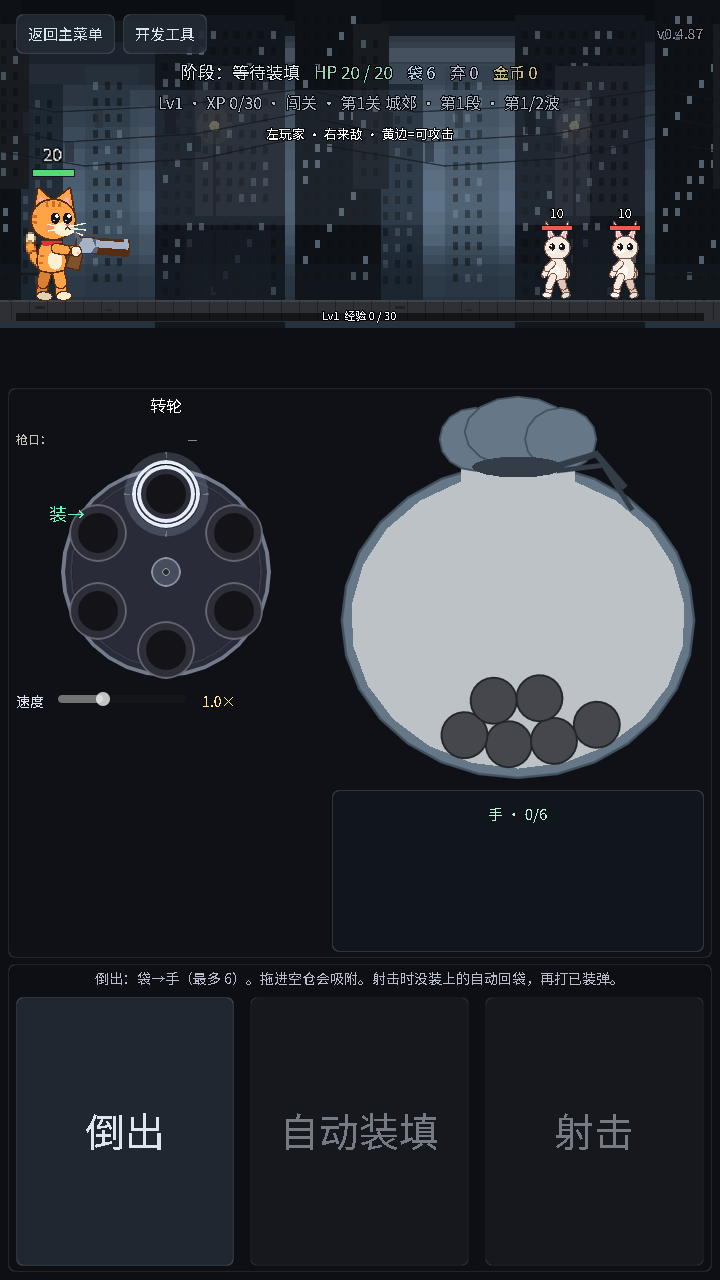 返回主菜单 开发工具 v0.4.87
阶段：等待装填 HP 20 / 20 袋 6 弃 0 金币 0
Lv1 · XP 0/30 · 闯关 · 第1关 城郊 · 第1段 · 第1/2波
左玩家 · 右来敌 · 黄边=可攻击
20
10 10
Lv1 经验 0 / 30
转轮
枪口： —
装→
速度 1.0×
手 · 0/6
倒出：袋→手（最多 6）。拖进空仓会吸附。射击时没装上的自动回袋，再打已装弹。
倒出 自动装填 射击